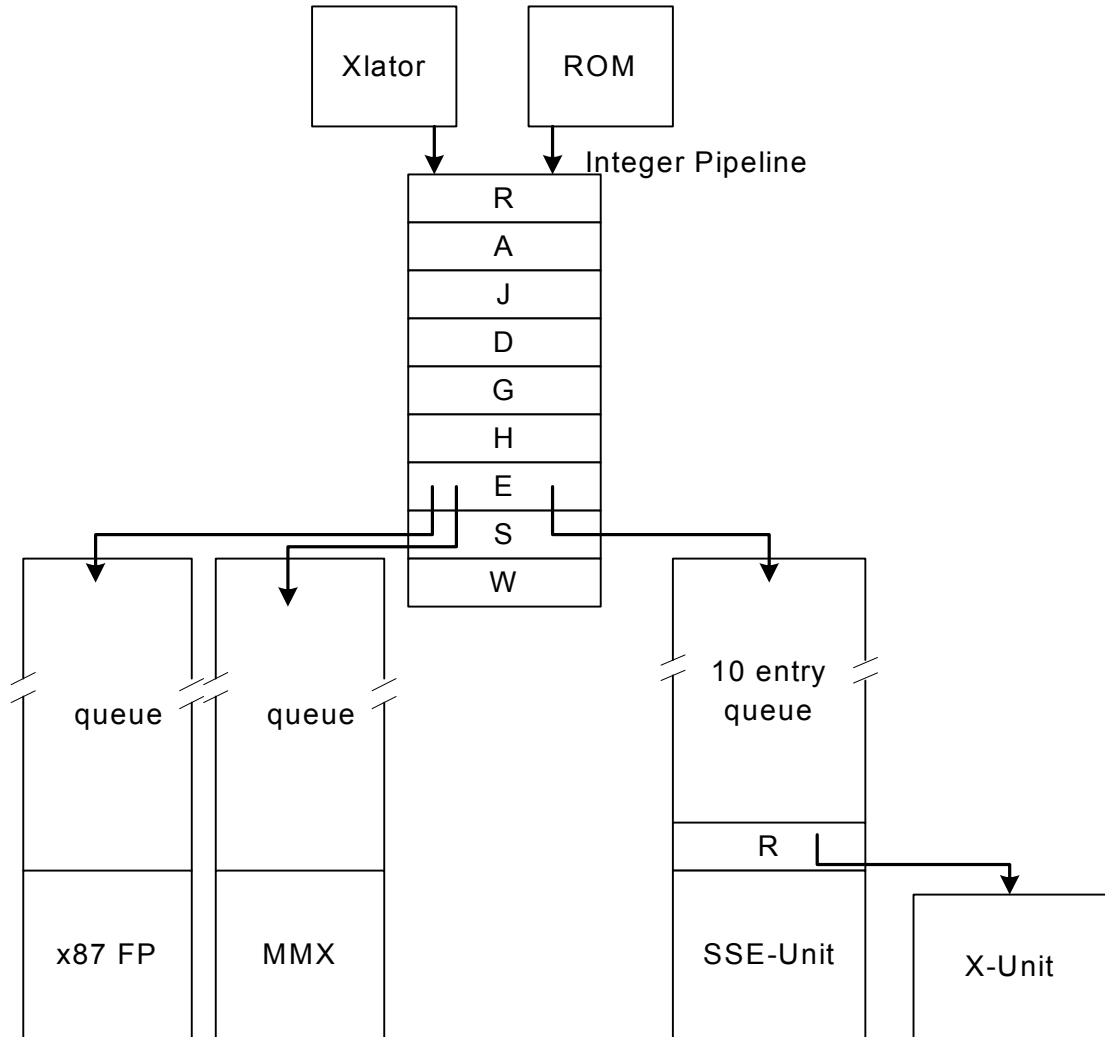 Xlator
ROM
Integer Pipeline
R
A
J
D
G
H
E
S
W
queue
queue
10 entry
queue
R
x87 FP
MMX
SSE-Unit
X-Unit